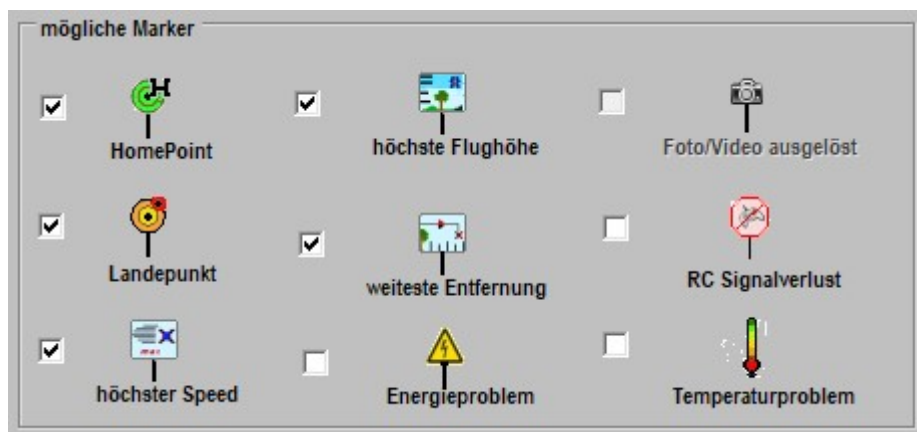 mögliche Marker
HomePoint
höchste Flughöhe
Foto/Video ausgelöst
Landepunkt
weiteste Entfernung
RC Signalverlust
höchster Speed
Energieproblem
Temperaturproblem